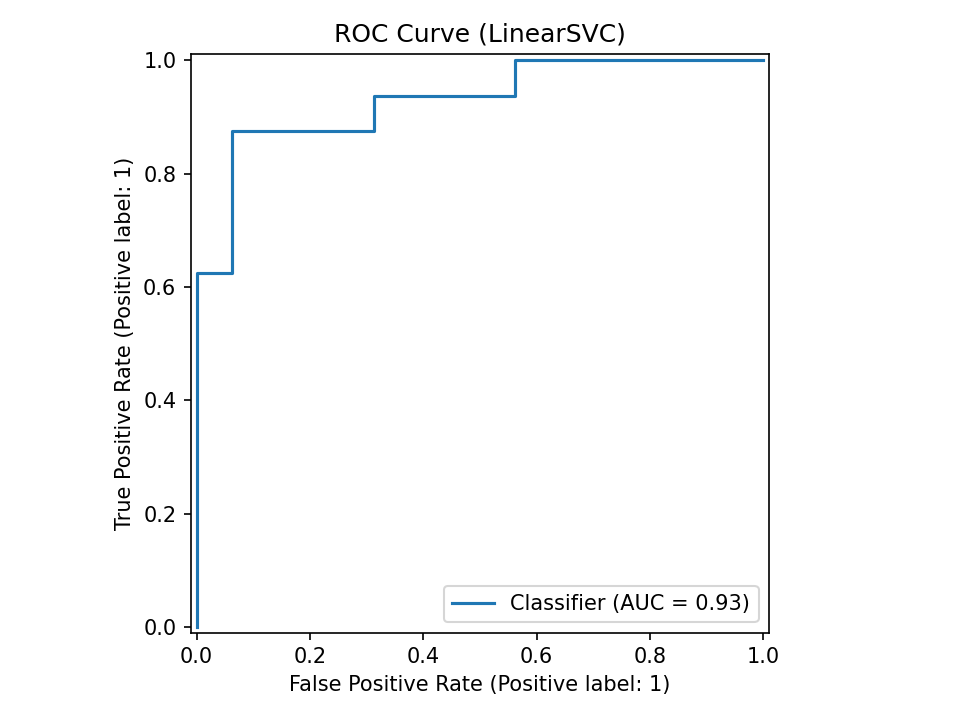 ROC Curve (LinearSVC)
True Positive Rate (Positive label: 1)
1.0
0.8
0.6
0.4
0.2
0.0
Classifier (AUC = 0.93)
0.0 0.2 0.4 0.6 0.8 1.0
False Positive Rate (Positive label: 1)